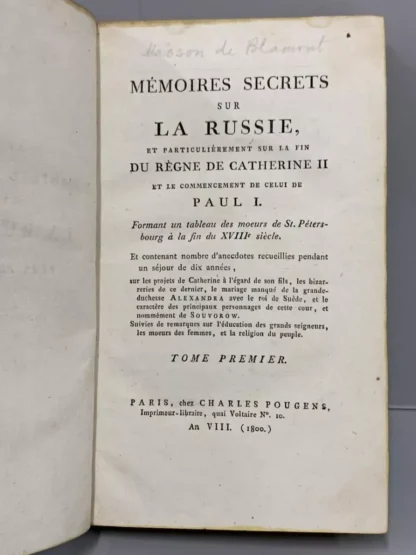 Masson de Blamont
MÉMOIRES SECRETS
SUR
LA RUSSIE,
ET PARTICULIÈREMENT SUR LA FIN
DU RÈGNE DE CATHERINE II
ET LE COMMENCEMENT DE CELUI DE
PAUL I.
Formant un tableau des moeurs de St. Péters-
bourg à la fin du XVIIIe siècle.
Et contenant nombre d'anecdotes recueillies pendant
un séjour de dix années,
sur les projets de Catherine à l'égard de son fils, les bizar-
reries de ce dernier, le mariage manqué de la grande-
duchesse ALEXANDRA avec le roi de Suède, et le
caractère des principaux personnages de cette cour, et
nommément de SOUVOROW.
Suivies de remarques sur l'éducation des grands seigneurs,
les moeurs des femmes, et la religion du peuple.
TOME PREMIER.
PARIS, chez CHARLES POUGENS,
Imprimeur-libraire, quai Voltaire N°. 10.
An VIII. (1800.)